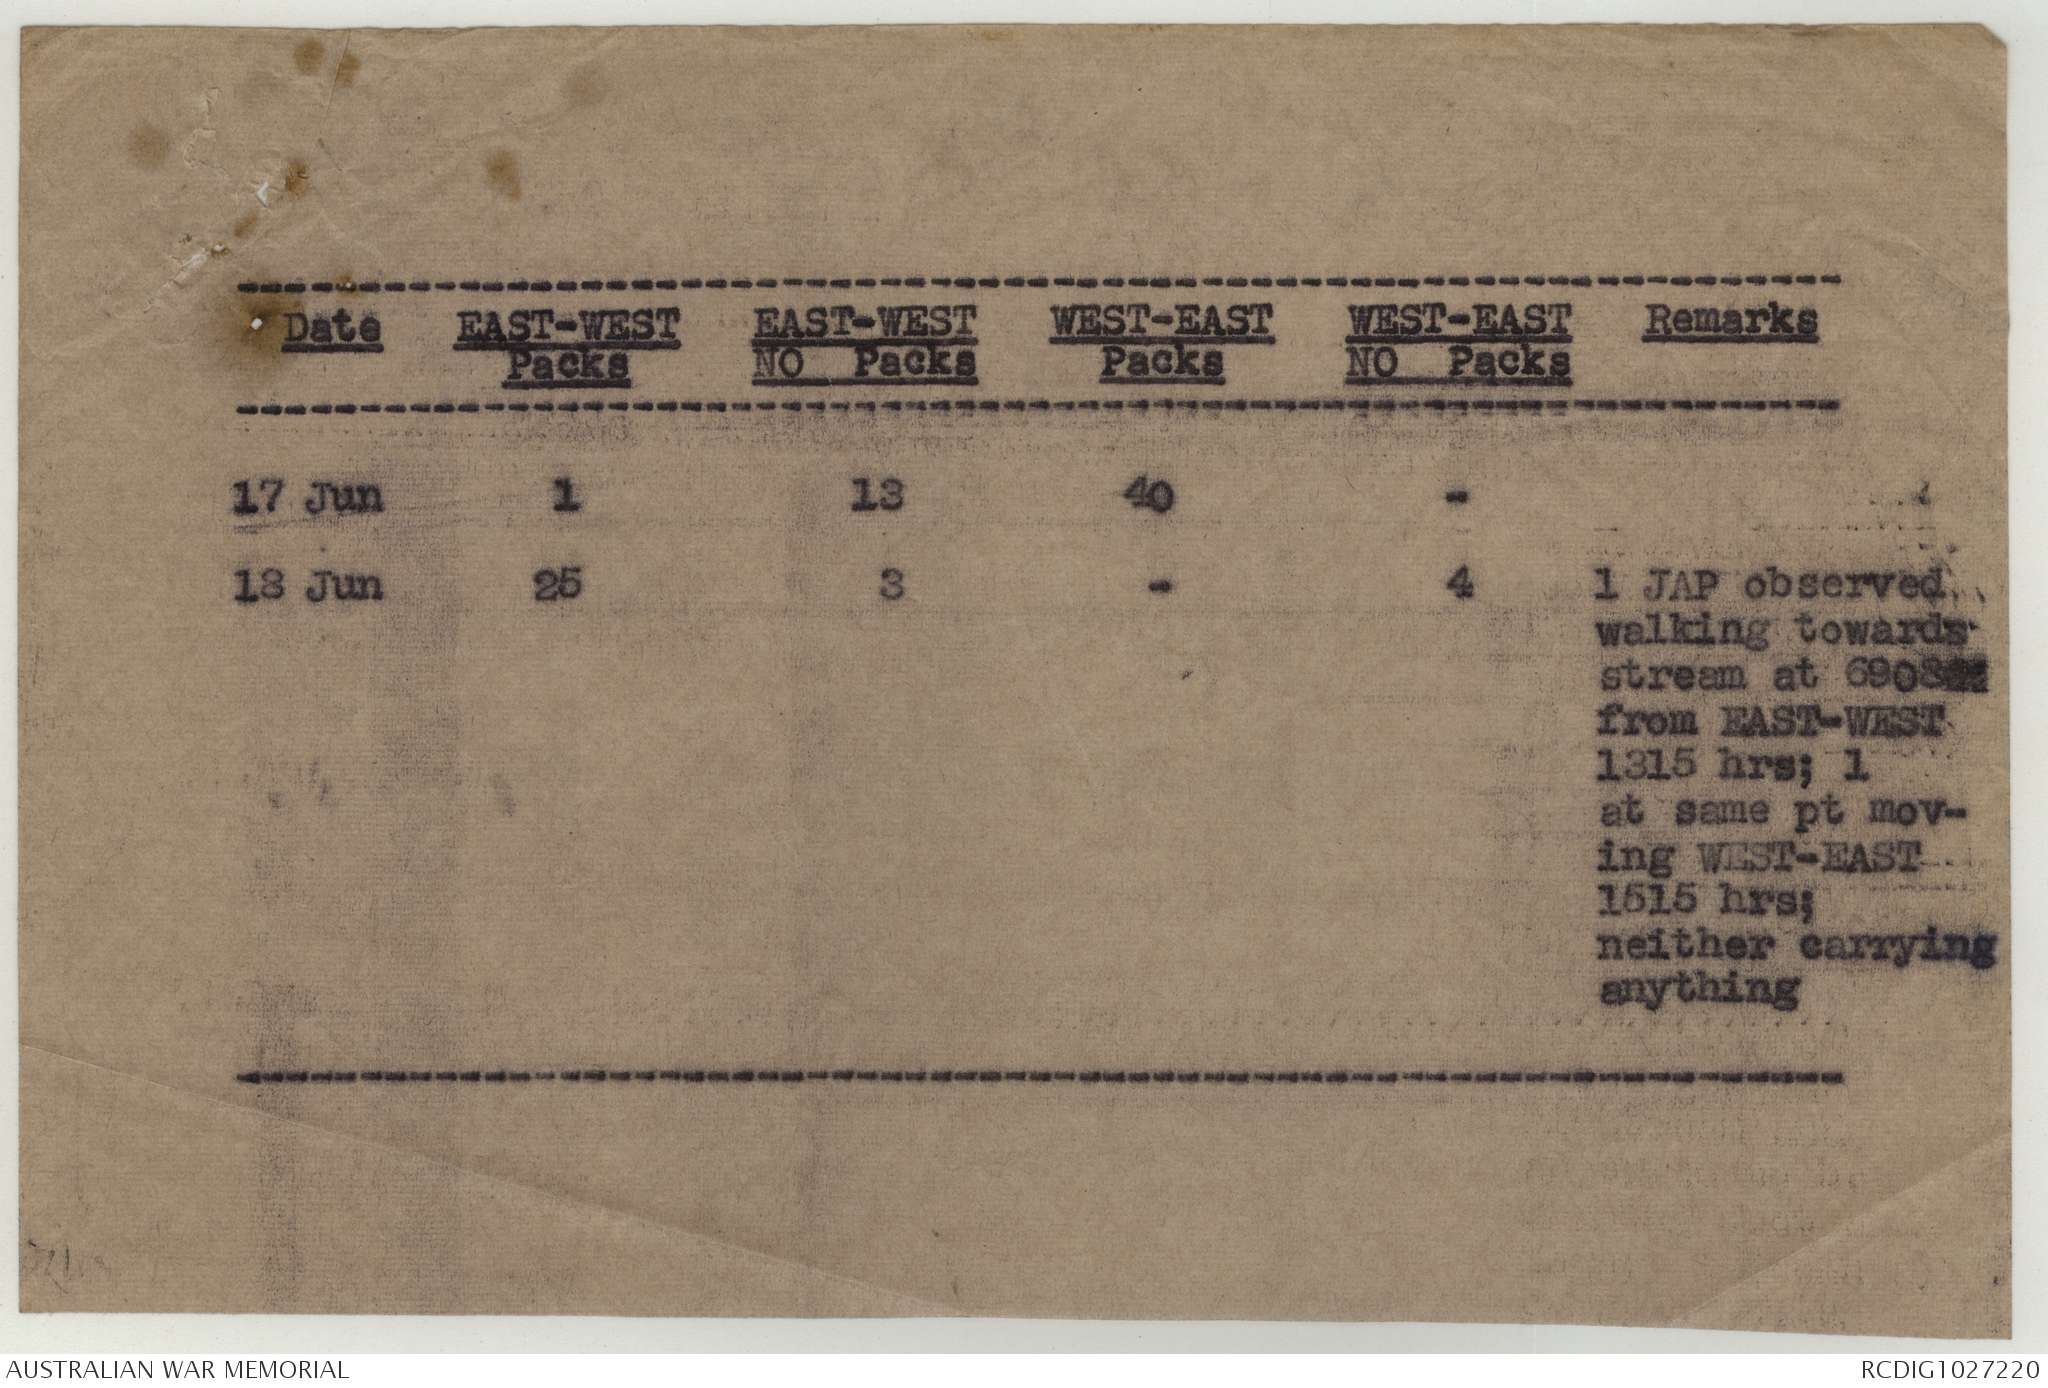 Date EAST-WEST EAST-WEST WEST-EAST WEST-EAST Remarks
Packs NO Packs Packs NO Packs
17 Jun 1 13 40 -
18 Jun 25 3 - 4 1 JAP observed
walking towards
stream at 6908
from EAST-WEST
1315 hrs; 1
at same pt mov-
ing WEST-EAST
1515 hrs;
neither carrying
anything
AUSTRALIAN WAR MEMORIAL RCDIG1027220